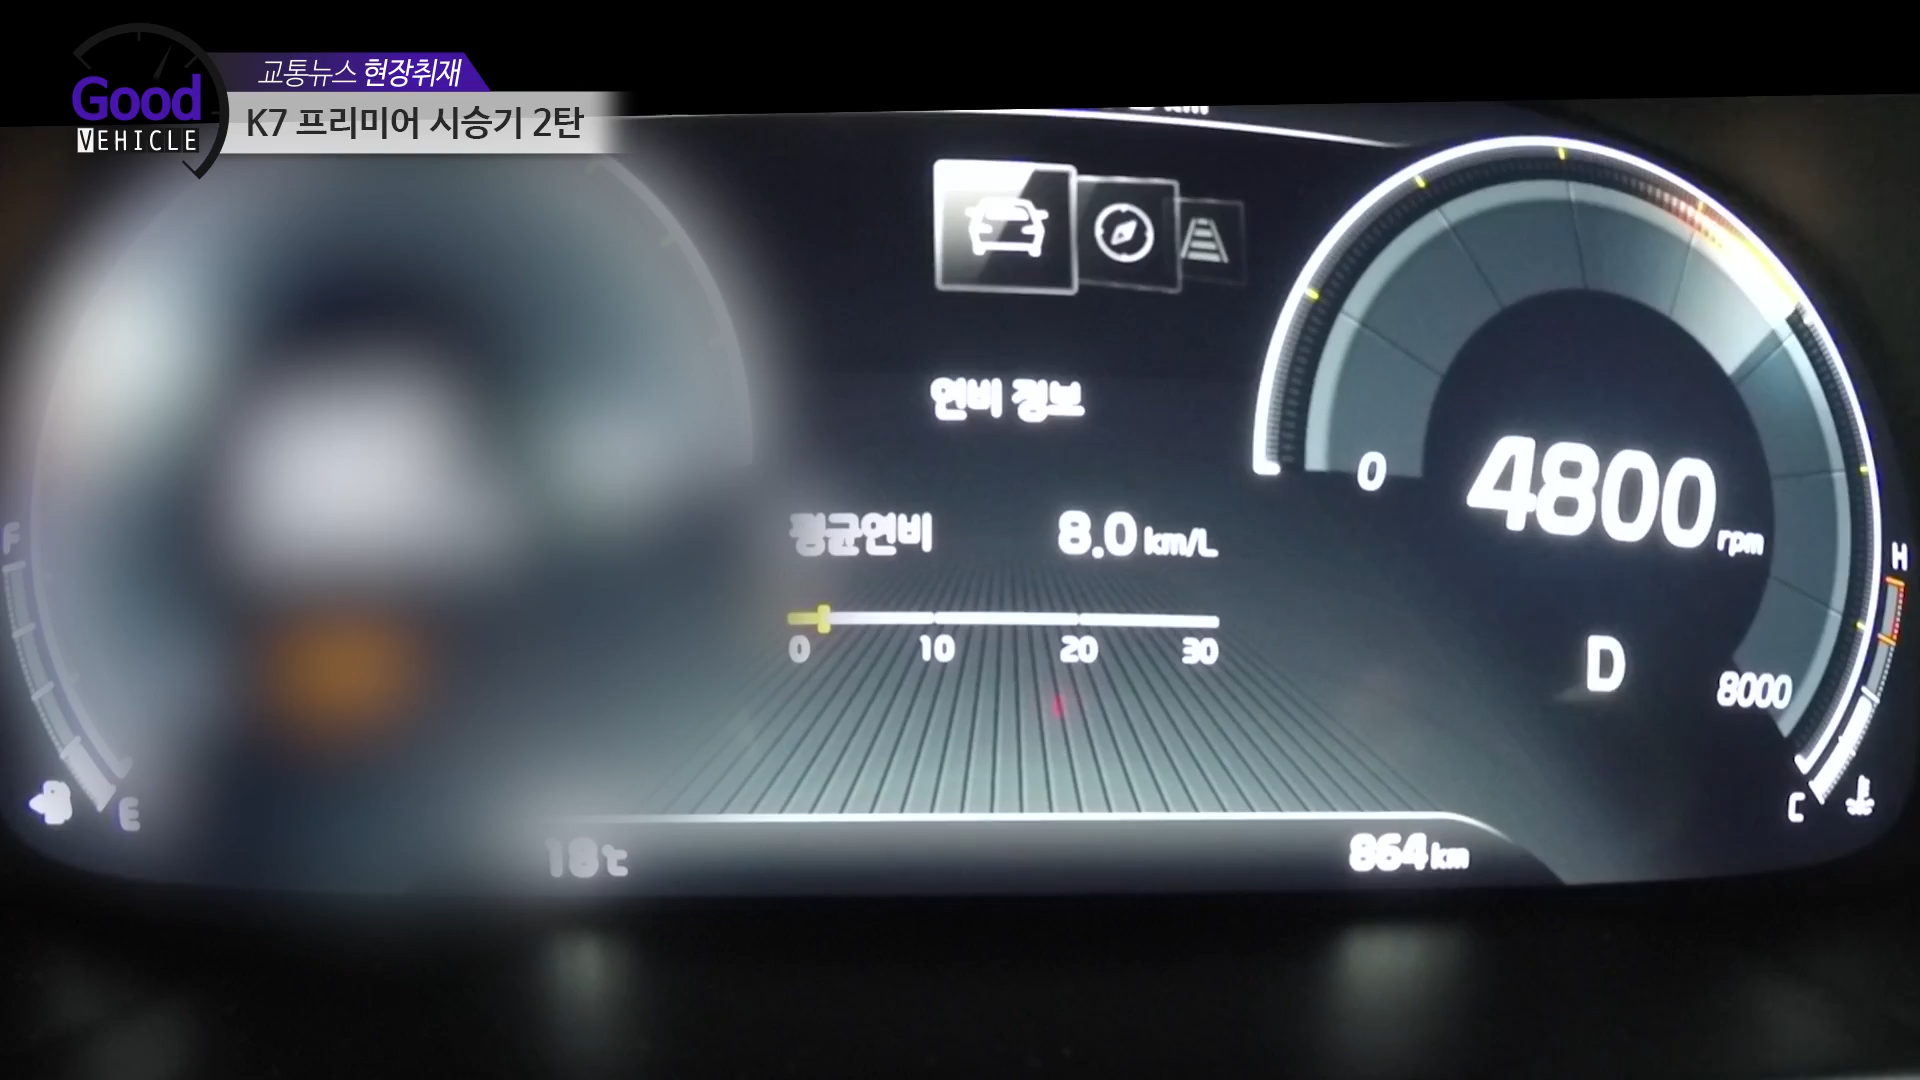 Good
VEHICLE
교통뉴스 현장취재
K7 프리미어 시승기 2탄
km
연비 정보
평균연비 8.0 km/L
0 10 20 30
0
4800 rpm
D
8000
F
E
H
C
18℃
864 km